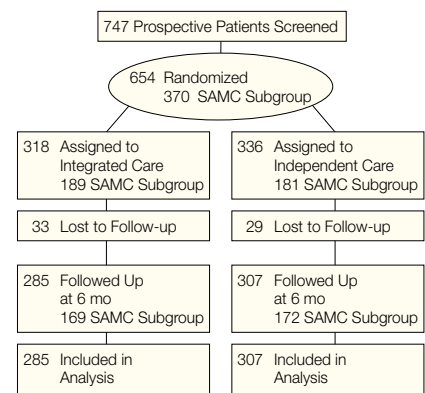 747 Prospective Patients Screened
654 Randomized
370 SAMC Subgroup
318 Assigned to
Integrated Care
189 SAMC Subgroup
336 Assigned to
Independent Care
181 SAMC Subgroup
33 Lost to Follow-up
29 Lost to Follow-up
285 Followed Up
at 6 mo
169 SAMC Subgroup
307 Followed Up
at 6 mo
172 SAMC Subgroup
285 Included in
Analysis
307 Included in
Analysis